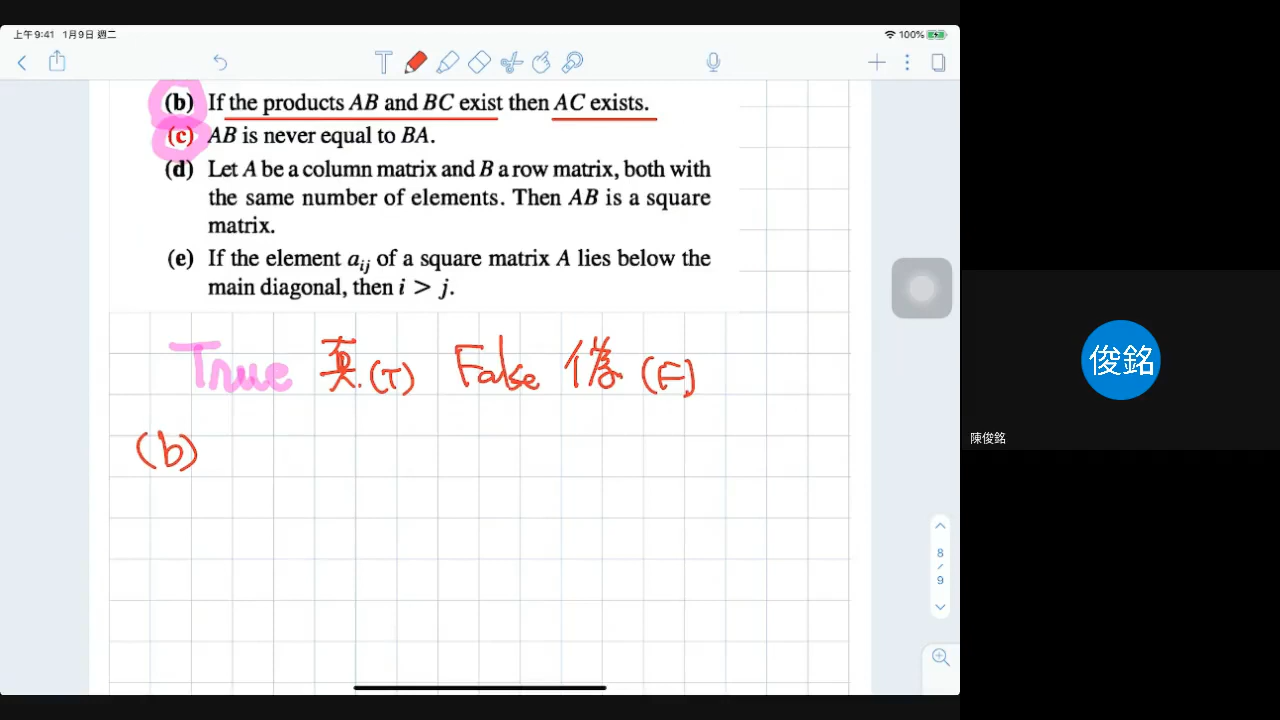 上午9:41 1月9日 週二
100%
T
(b) If the products AB and BC exist then AC exists.
(c) AB is never equal to BA.
(d) Let A be a column matrix and B a row matrix, both with
the same number of elements. Then AB is a square
matrix.
(e) If the element aij of a square matrix A lies below the
main diagonal, then i > j.
True 真(T) False 偽(F)
(b)
8
/
9
俊銘
陳俊銘